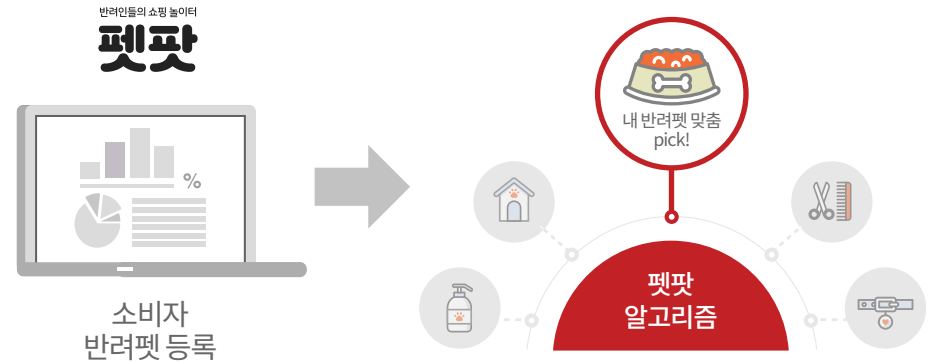 반려인들의 쇼핑 놀이터
펫팟
%
소비자
반려펫 등록
내 반려펫 맞춤
pick!
펫팟
알고리즘